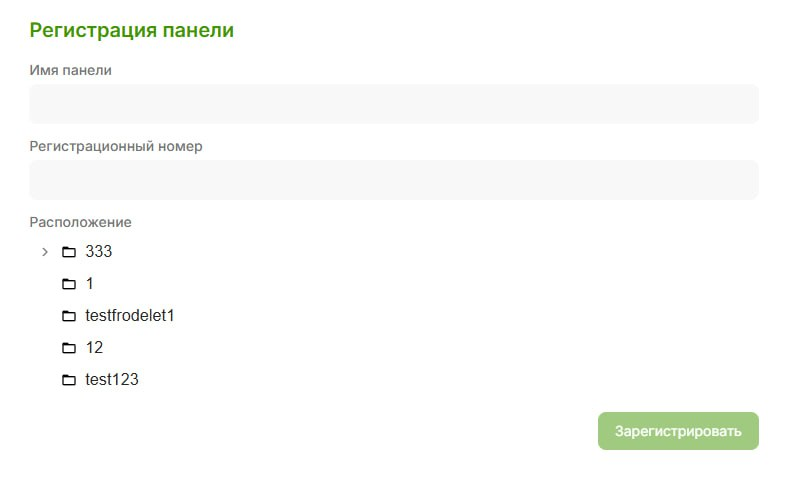 Регистрация панели
Имя панели
Регистрационный номер
Расположение
333
1
testfrodelet1
12
test123
Зарегистрировать